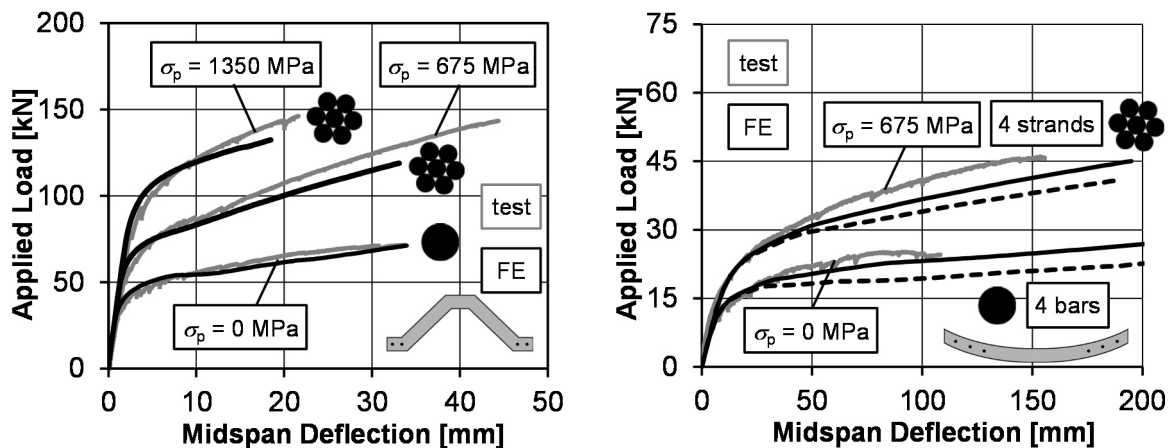 200
150
100
50
0
Applied Load [kN]
σp = 1350 MPa
σp = 675 MPa
test
FE
σp = 0 MPa
0 10 20 30 40 50
Midspan Deflection [mm]
75
60
45
30
15
0
Applied Load [kN]
test
FE
σp = 675 MPa
4 strands
4 bars
σp = 0 MPa
0 50 100 150 200
Midspan Deflection [mm]